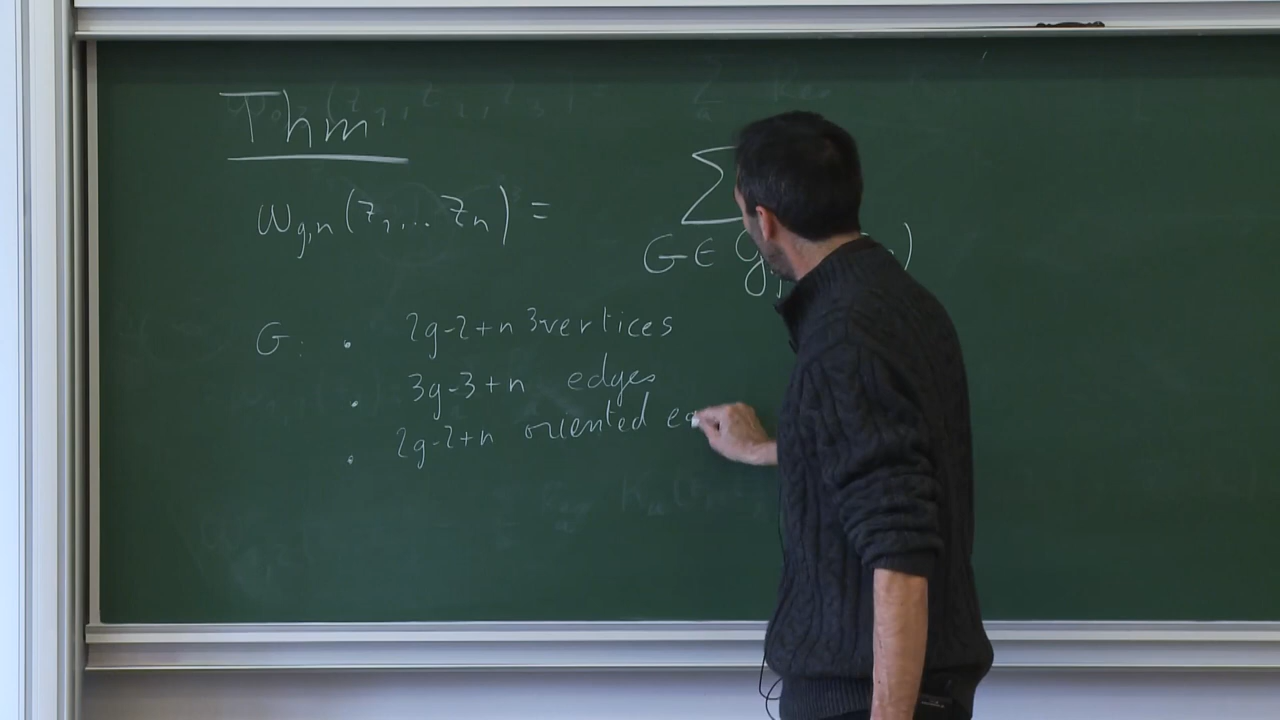 Thm
ω_{g,n}(z_1,... z_n) = Σ
G ∈ G )
G: . 2g-2+n 3vertices
. 3g-3+n edges
. 2g-2+n oriented